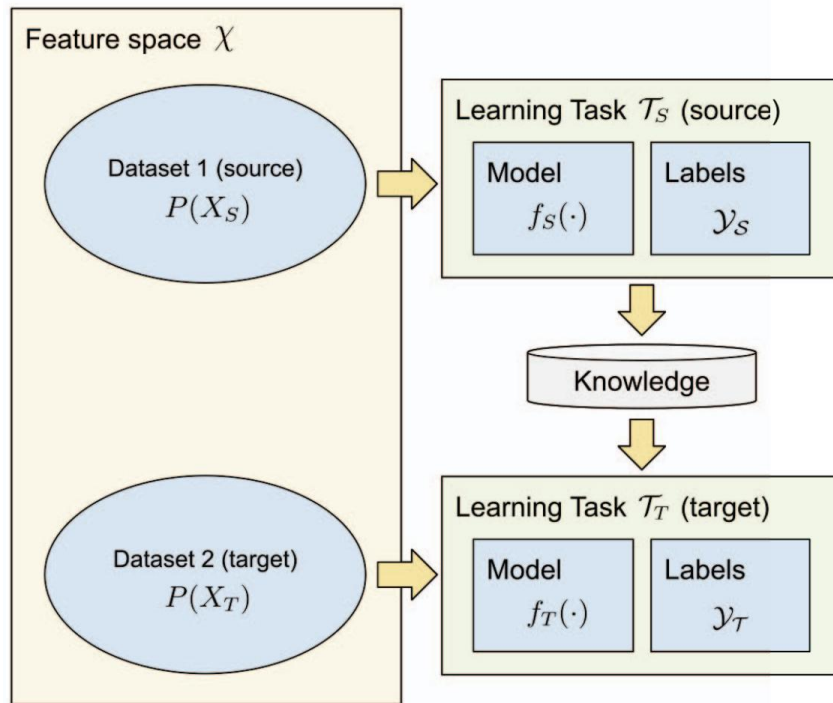 Feature space χ
Dataset 1 (source)
P(X_S)
Learning Task 𝒯_S (source)
Model
f_S(·)
Labels
𝒴_𝒮
Knowledge
Dataset 2 (target)
P(X_T)
Learning Task 𝒯_T (target)
Model
f_T(·)
Labels
𝒴_𝒯